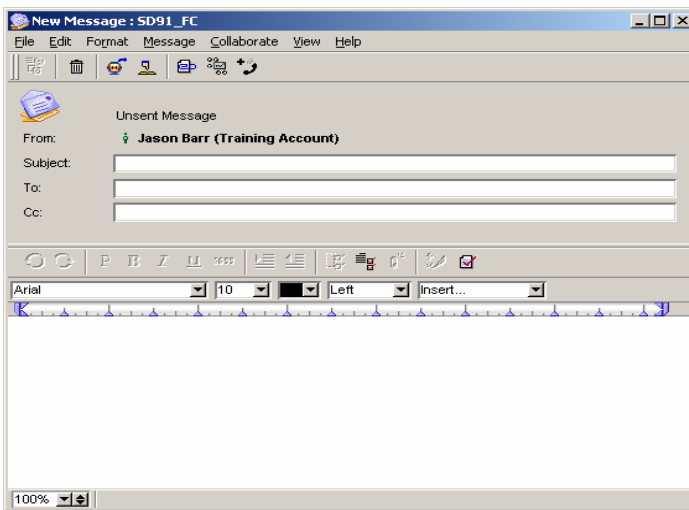 New Message : SD91_FC
File Edit Format Message Collaborate View Help
Unsent Message
From: Jason Barr (Training Account)
Subject:
To:
Cc:
P B I U
Arial 10 Left Insert...
100%